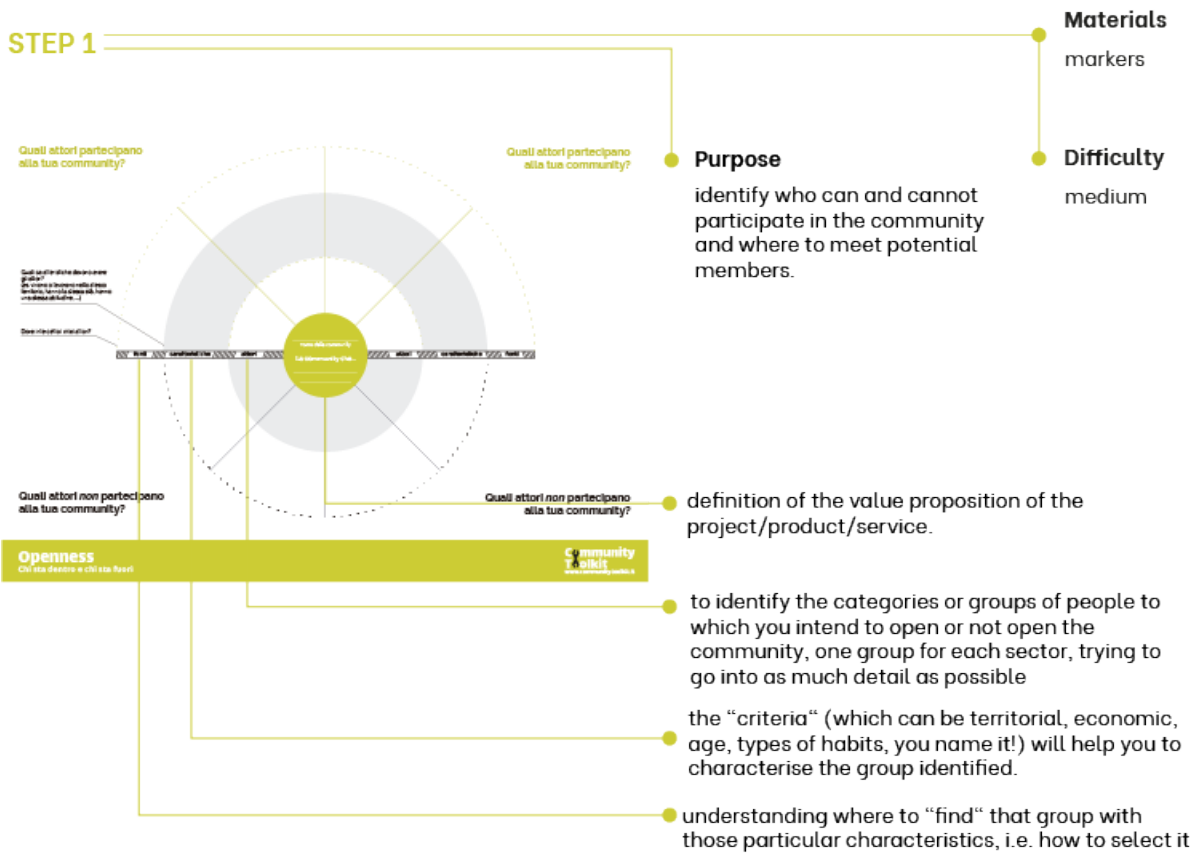 STEP 1
Materials
markers
Difficulty
medium
Purpose
identify who can and cannot
participate in the community
and where to meet potential
members.
Quali attori partecipano
alla tua community?
Quali attori partecipano
alla tua community?
attori
caratteristiche
Quali attori non partecipano
alla tua community?
Quali attori non partecipano
alla tua community?
Openness
Chi sta dentro e chi sta fuori
Community
Toolkit
definition of the value proposition of the
project/product/service.
to identify the categories or groups of people to
which you intend to open or not open the
community, one group for each sector, trying to
go into as much detail as possible
the “criteria“ (which can be territorial, economic,
age, types of habits, you name it!) will help you to
characterise the group identified.
understanding where to “find“ that group with
those particular characteristics, i.e. how to select it